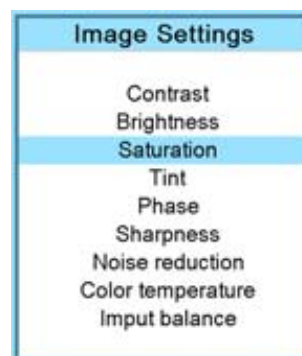 Image Settings
Contrast
Brightness
Saturation
Tint
Phase
Sharpness
Noise reduction
Color temperature
Imput balance